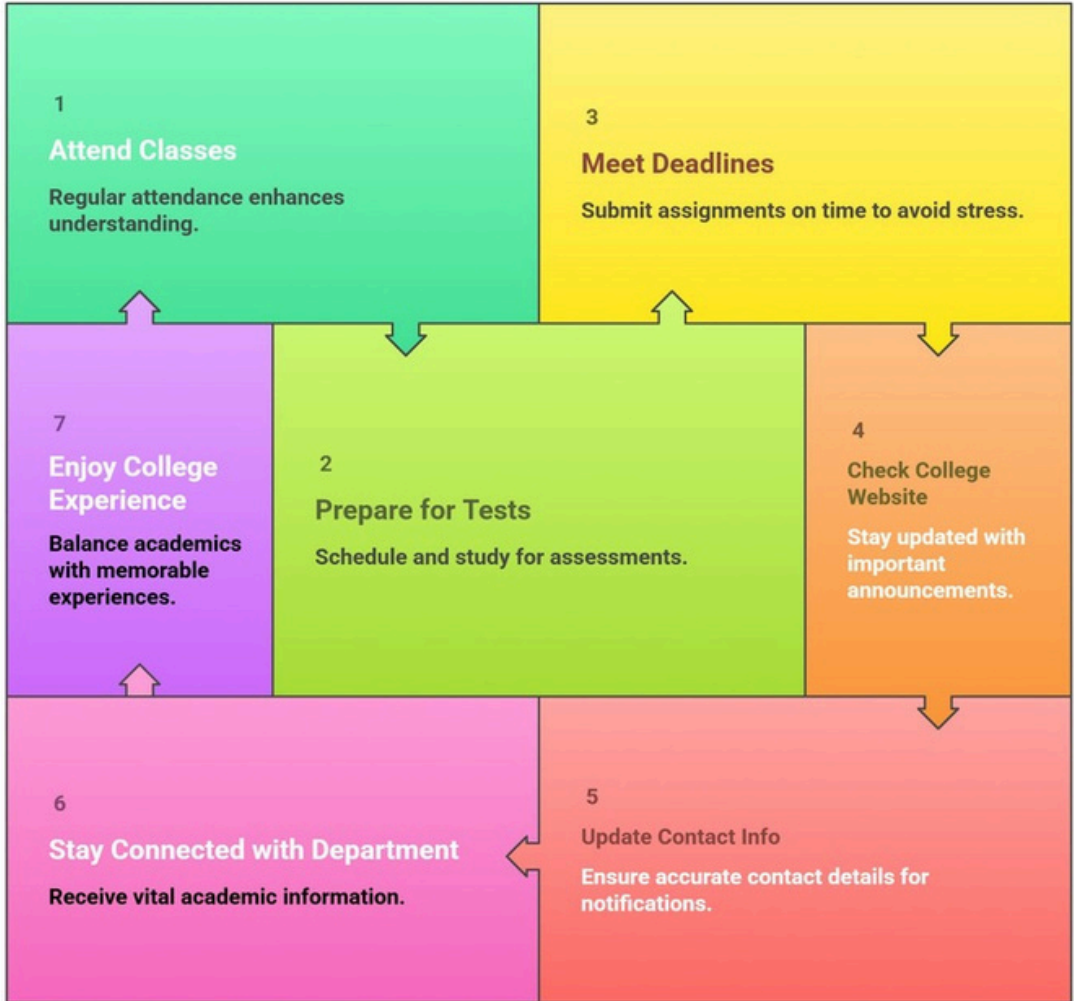 1
Attend Classes
Regular attendance enhances
understanding.
2
Prepare for Tests
Schedule and study for assessments.
3
Meet Deadlines
Submit assignments on time to avoid stress.
4
Check College
Website
Stay updated with
important
announcements.
5
Update Contact Info
Ensure accurate contact details for
notifications.
6
Stay Connected with Department
Receive vital academic information.
7
Enjoy College
Experience
Balance academics
with memorable
experiences.